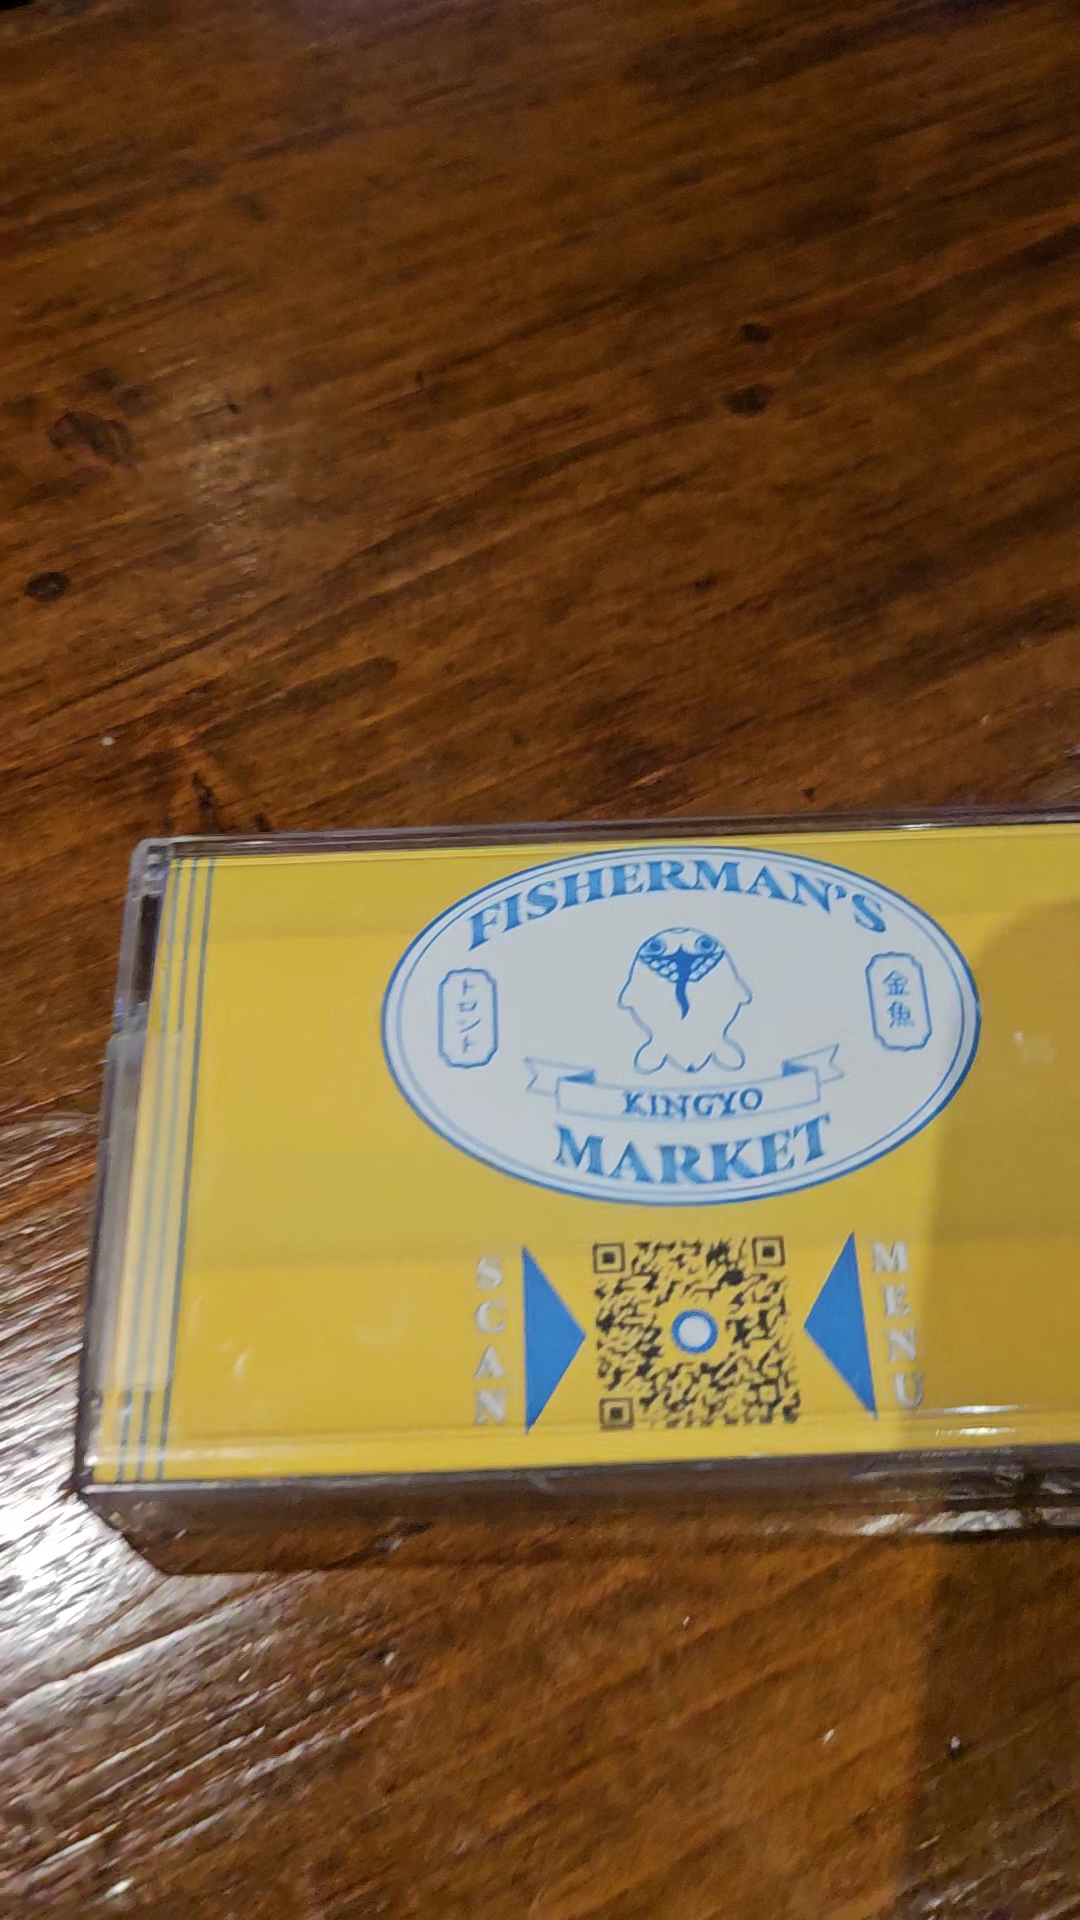 FISHERMAN'S
トロント
金魚
KINGYO
MARKET
SCAN
MENU